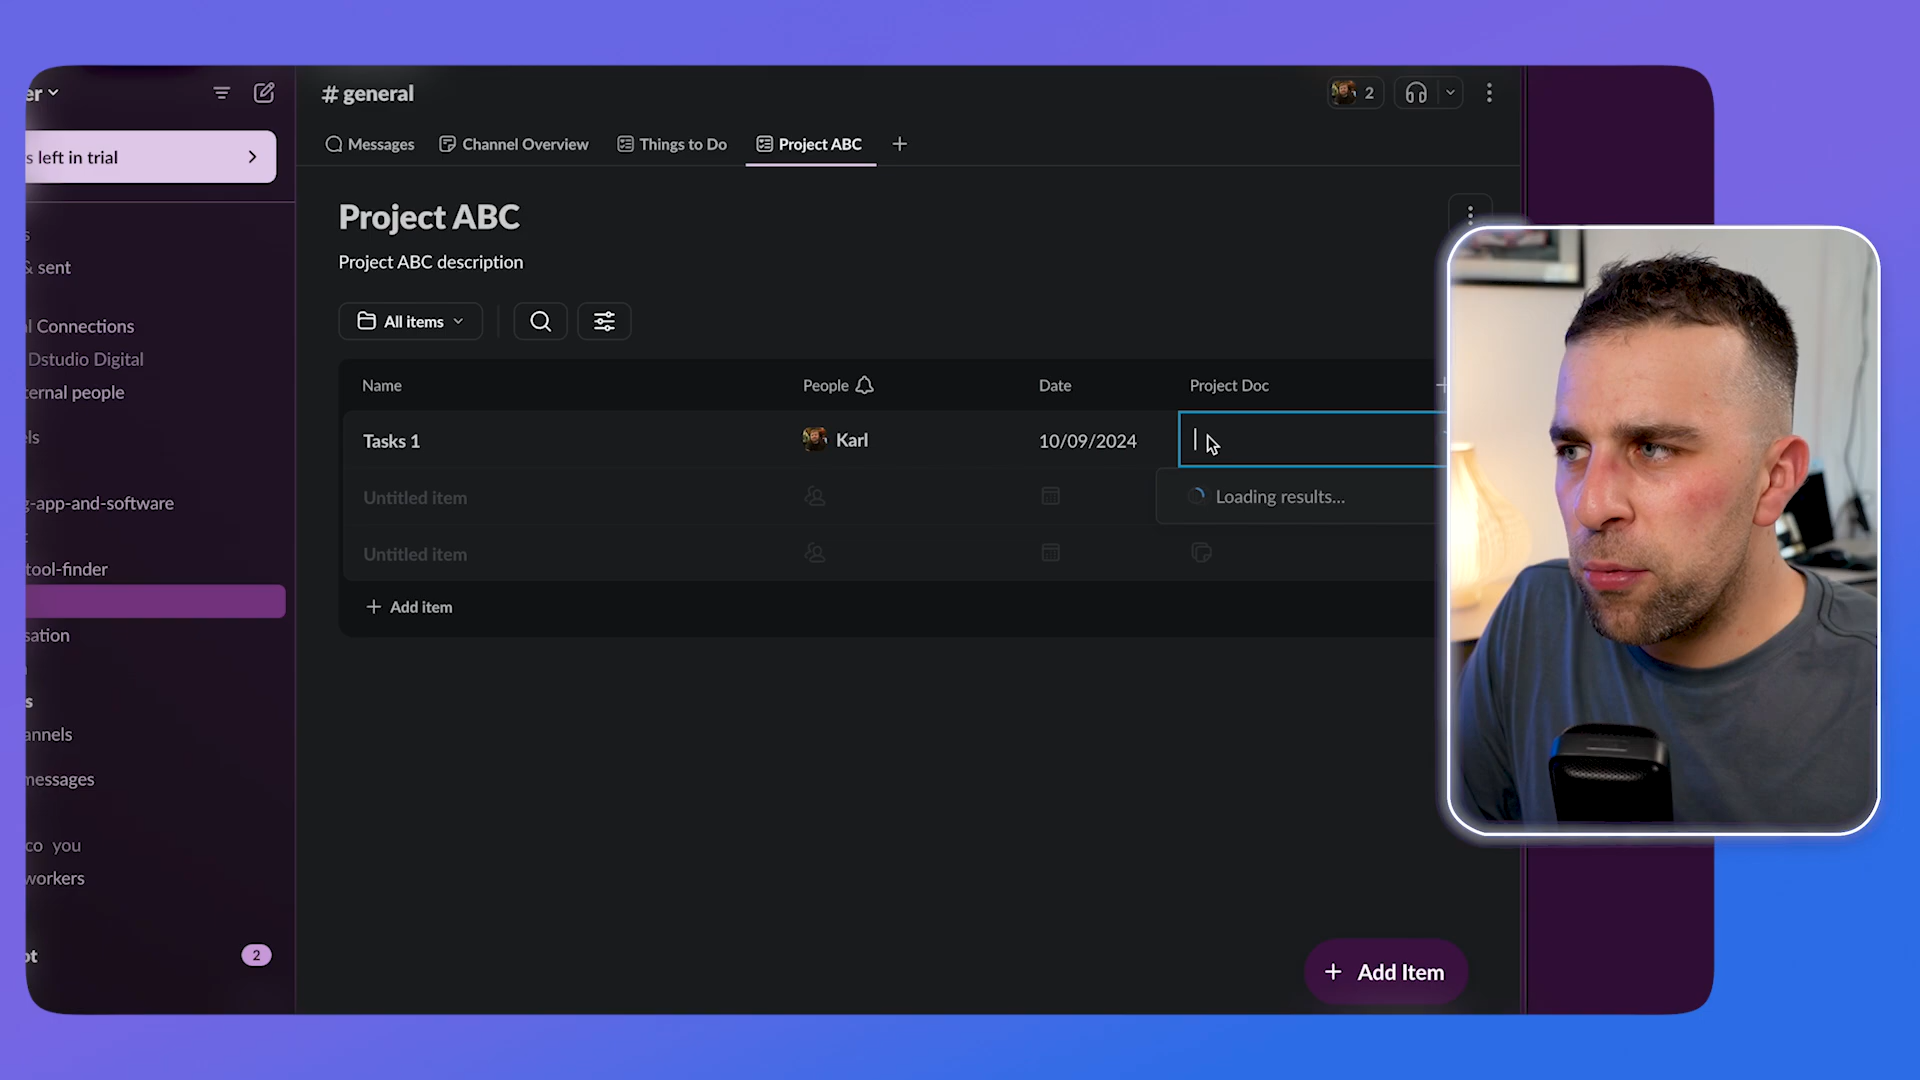 er
s left in trial
s
& sent
l Connections
Dstudio Digital
ernal people
ls
g-app-and-software
tool-finder
sation
s
annels
messages
co you
workers
ot
2
# general
2
Messages
Channel Overview
Things to Do
Project ABC
Project ABC
Project ABC description
All items
Name
People
Date
Project Doc
Tasks 1
Karl
10/09/2024
Untitled item
Loading results...
Untitled item
+ Add item
+ Add Item